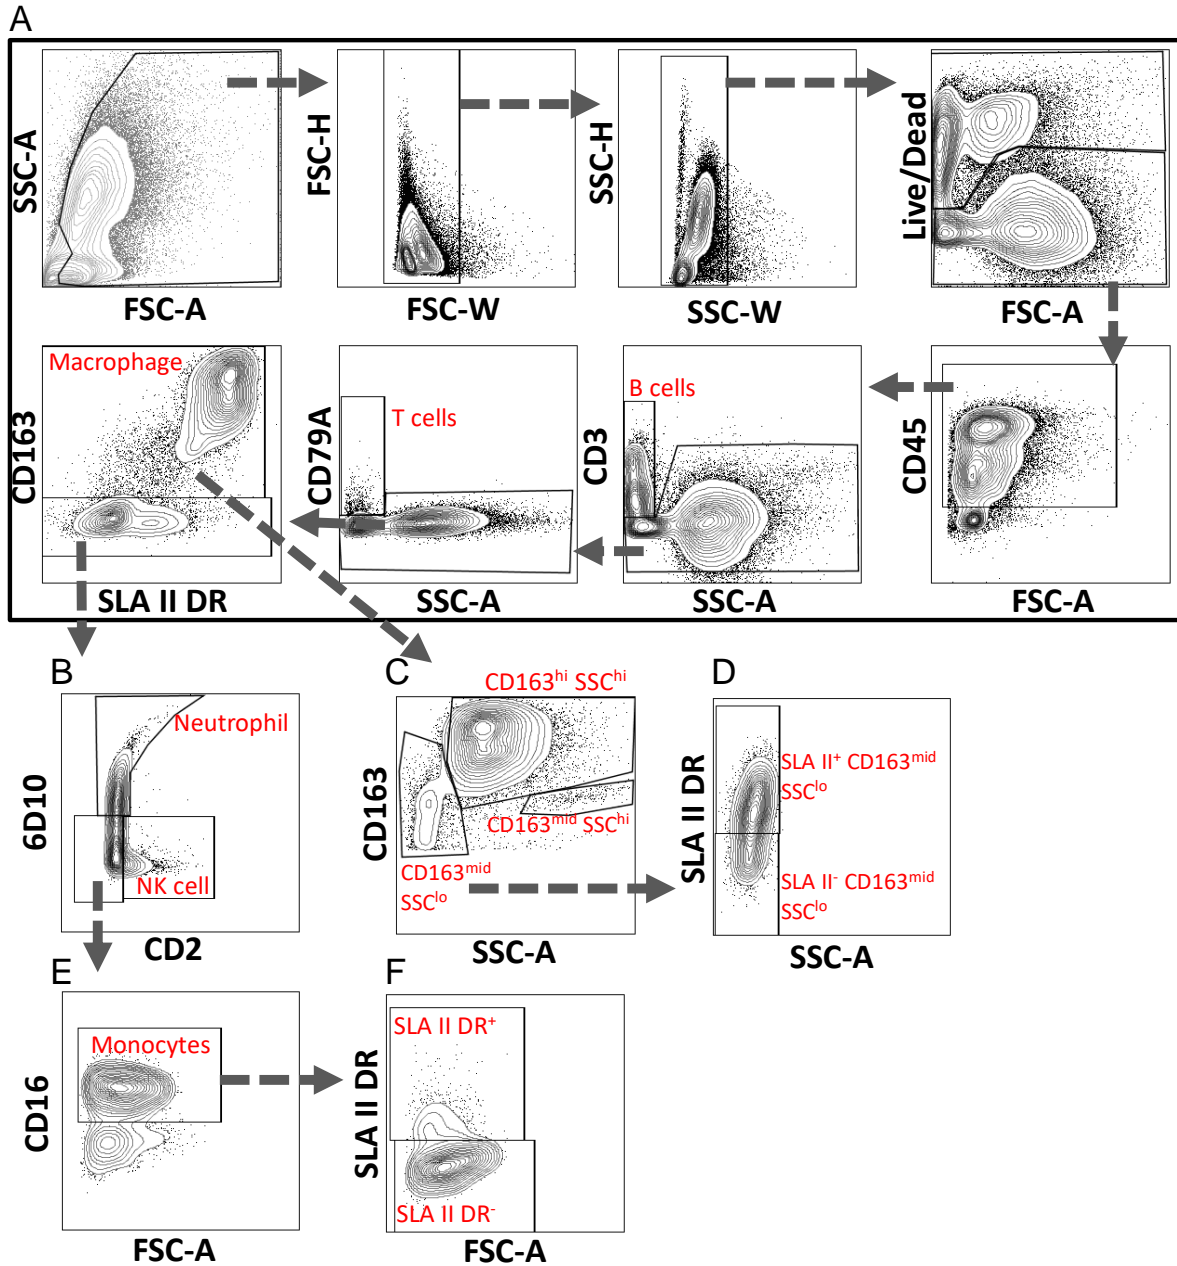 A
SSC-A
FSC-A
FSC-H
FSC-W
SSC-H
SSC-W
Live/Dead
FSC-A
Macrophage
CD163
SLA II DR
T cells
CD79A
SSC-A
B cells
CD3
SSC-A
CD45
FSC-A
B
Neutrophil
6D10
NK cell
CD2
C
CD163hi SSChi
CD163
CD163mid SSChi
CD163mid
SSClo
SSC-A
D
SLA II DR
SLA II+ CD163mid
SSClo
SLA II- CD163mid
SSClo
SSC-A
E
Monocytes
CD16
FSC-A
F
SLA II DR+
SLA II DR
SLA II DR-
FSC-A